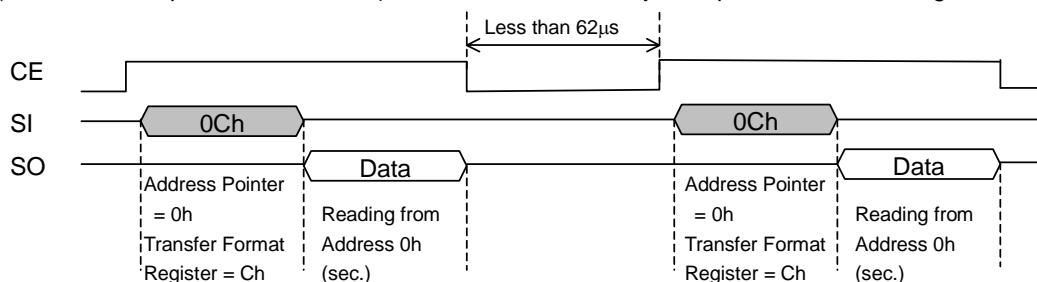 Less than 62μs
CE
SI
0Ch
0Ch
SO
Data
Data
Address Pointer
= 0h
Transfer Format
Register = Ch
Reading from
Address 0h
(sec.)
Address Pointer
= 0h
Transfer Format
Register = Ch
Reading from
Address 0h
(sec.)